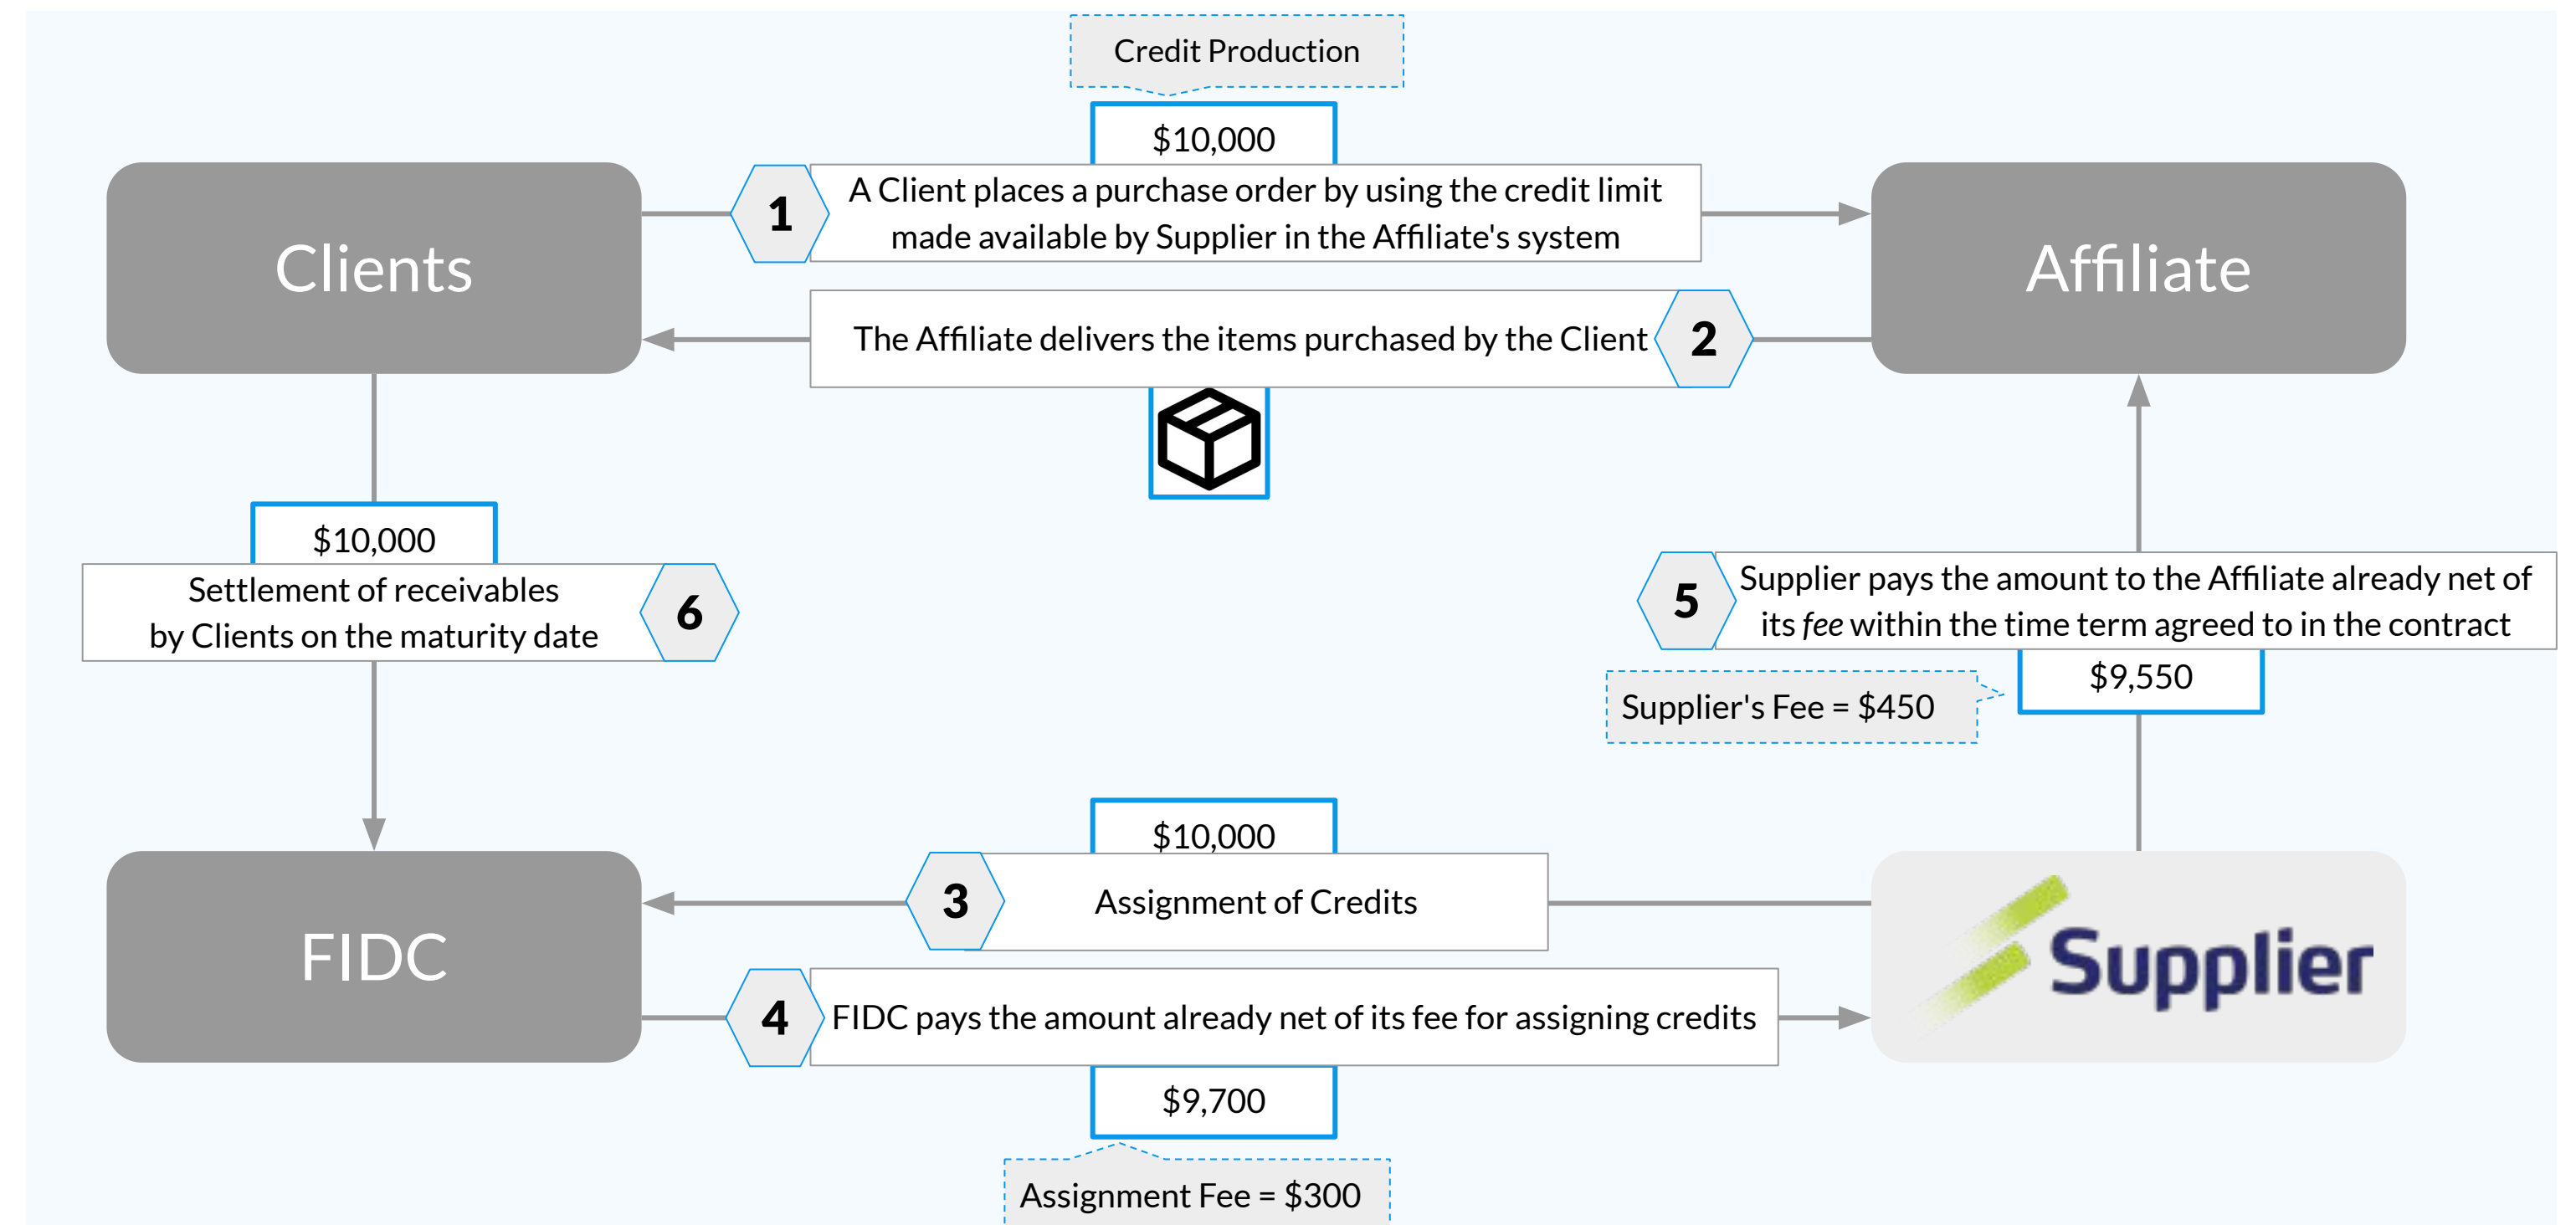 Credit Production
$10,000
Clients
1
A Client places a purchase order by using the credit limit
made available by Supplier in the Affiliate's system
Affiliate
The Affiliate delivers the items purchased by the Client
2
$10,000
Settlement of receivables
by Clients on the maturity date
6
5
Supplier pays the amount to the Affiliate already net of
its fee within the time term agreed to in the contract
$9,550
Supplier's Fee = $450
$10,000
3
Assignment of Credits
FIDC
Supplier
4
FIDC pays the amount already net of its fee for assigning credits
$9,700
Assignment Fee = $300